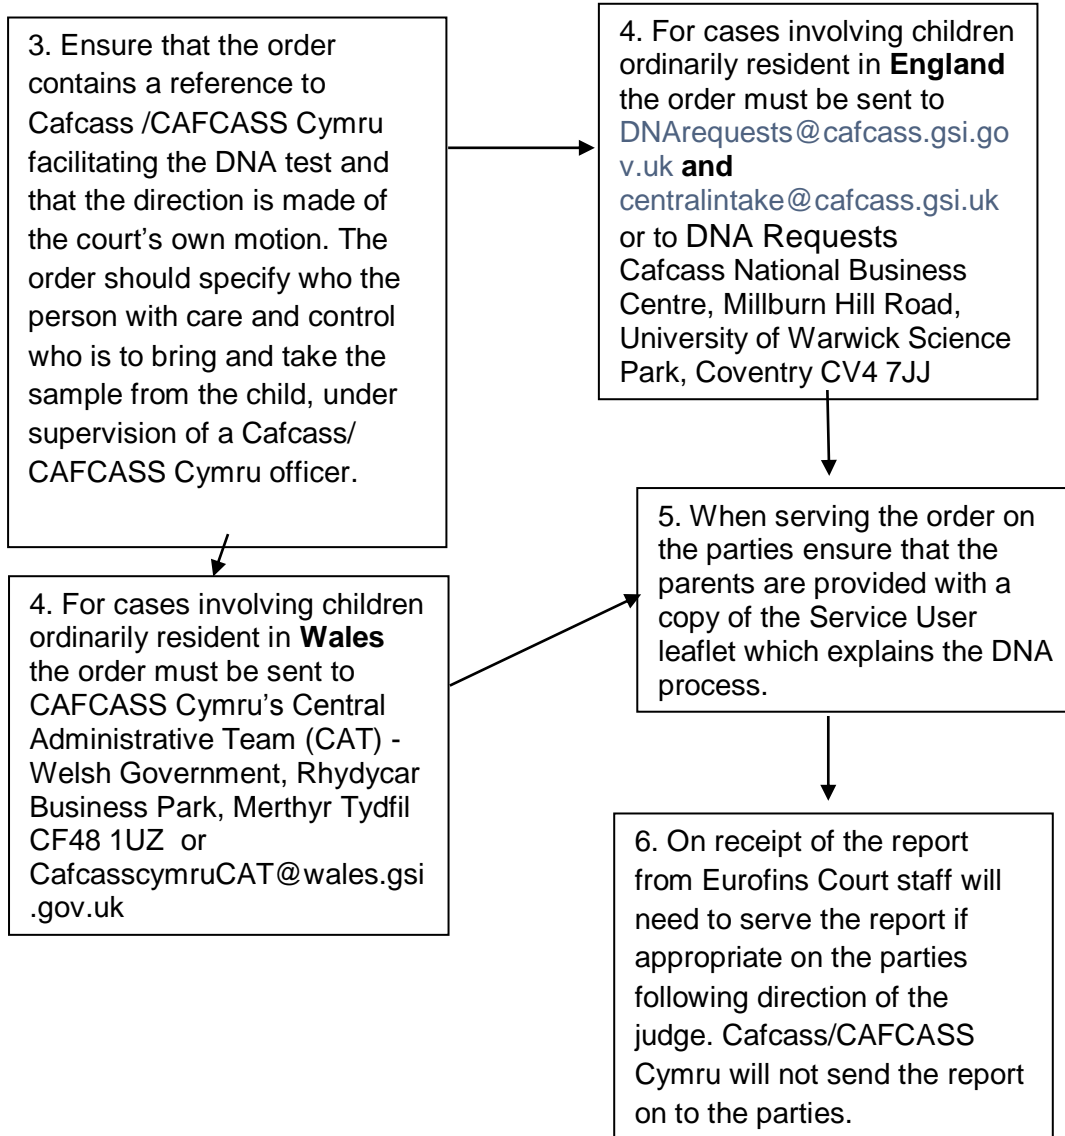 3. Ensure that the order
contains a reference to
Cafcass /CAFCASS Cymru
facilitating the DNA test and
that the direction is made of
the court’s own motion. The
order should specify who the
person with care and control
who is to bring and take the
sample from the child, under
supervision of a Cafcass/
CAFCASS Cymru officer.
4. For cases involving children
ordinarily resident in England
the order must be sent to
DNArequests@cafcass.gsi.go
v.uk and
centralintake@cafcass.gsi.uk
or to DNA Requests
Cafcass National Business
Centre, Millburn Hill Road,
University of Warwick Science
Park, Coventry CV4 7JJ
4. For cases involving children
ordinarily resident in Wales
the order must be sent to
CAFCASS Cymru’s Central
Administrative Team (CAT) -
Welsh Government, Rhydycar
Business Park, Merthyr Tydfil
CF48 1UZ or
CafcasscymruCAT@wales.gsi
.gov.uk
5. When serving the order on
the parties ensure that the
parents are provided with a
copy of the Service User
leaflet which explains the DNA
process.
6. On receipt of the report
from Eurofins Court staff will
need to serve the report if
appropriate on the parties
following direction of the
judge. Cafcass/CAFCASS
Cymru will not send the report
on to the parties.